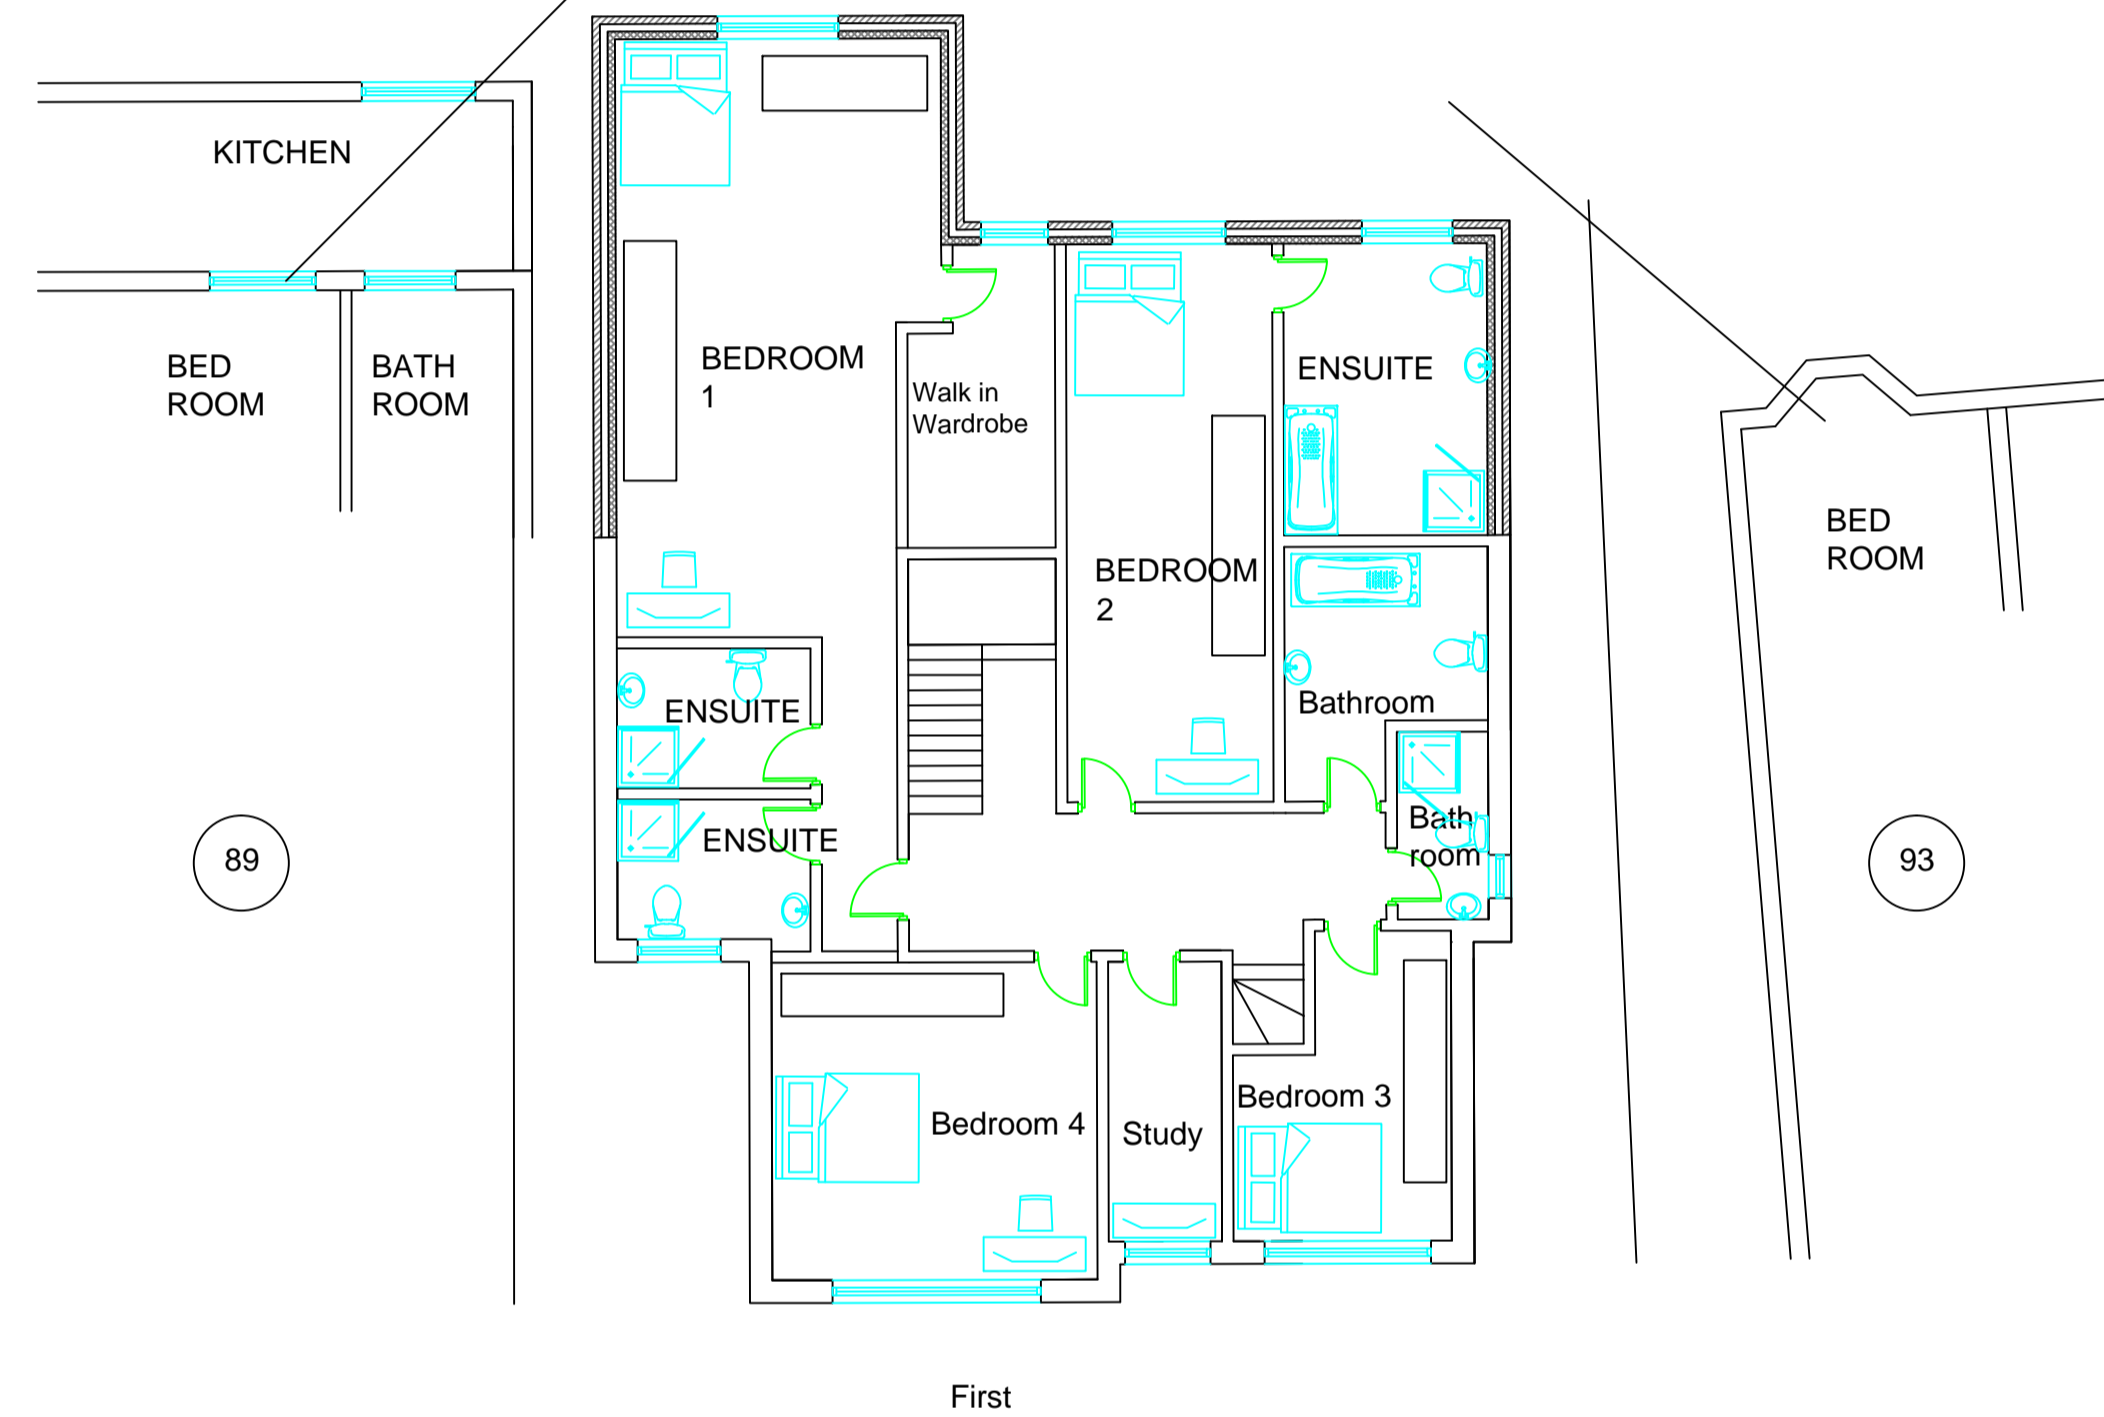 KITCHEN
BED
ROOM
BATH
ROOM
BEDROOM
1
Walk in
Wardrobe
ENSUITE
BEDROOM
2
BED
ROOM
ENSUITE
Bathroom
ENSUITE
Bath
room
89
93
Bedroom 4
Study
Bedroom 3
First